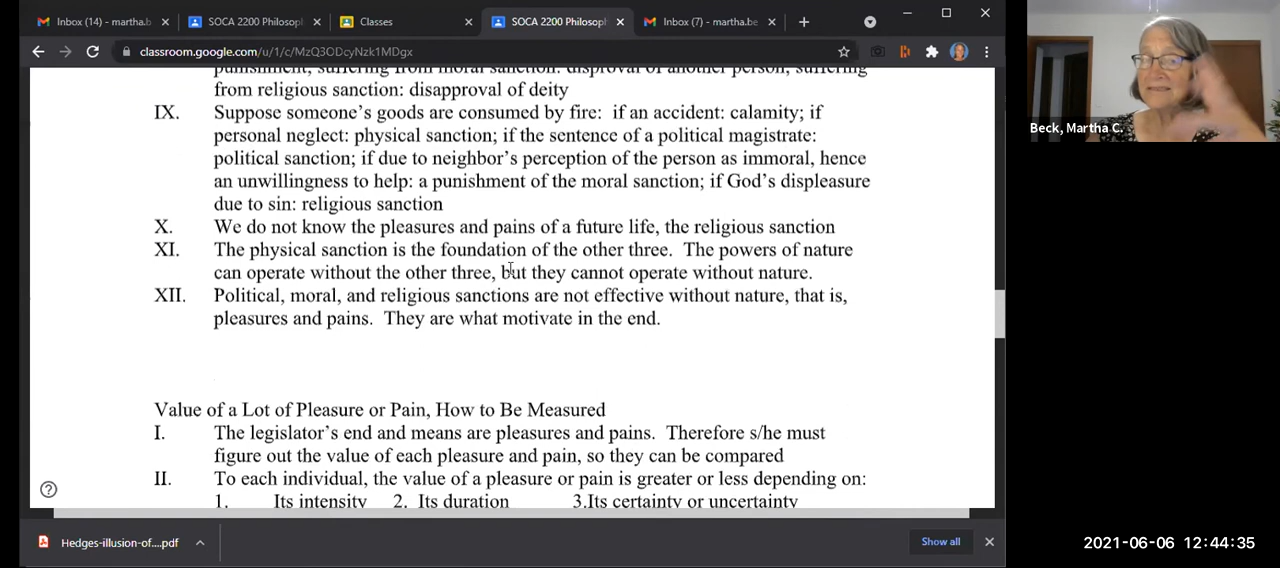 Inbox (14) - martha.b
SOCA 2200 Philosoph
Classes
SOCA 2200 Philosoph
Inbox (7) - martha.be
classroom.google.com/u/1/c/MzQ3ODcyNzk1MDgx
punishment, suffering from moral sanction: disproval of another person, suffering
from religious sanction: disapproval of deity
IX. Suppose someone's goods are consumed by fire: if an accident: calamity; if
personal neglect: physical sanction; if the sentence of a political magistrate:
political sanction; if due to neighbor's perception of the person as immoral, hence
an unwillingness to help: a punishment of the moral sanction; if God's displeasure
due to sin: religious sanction
X. We do not know the pleasures and pains of a future life, the religious sanction
XI. The physical sanction is the foundation of the other three. The powers of nature
can operate without the other three, but they cannot operate without nature.
XII. Political, moral, and religious sanctions are not effective without nature, that is,
pleasures and pains. They are what motivate in the end.
Value of a Lot of Pleasure or Pain, How to Be Measured
I. The legislator's end and means are pleasures and pains. Therefore s/he must
figure out the value of each pleasure and pain, so they can be compared
II. To each individual, the value of a pleasure or pain is greater or less depending on:
1. Its intensity 2. Its duration 3.Its certainty or uncertainty
Hedges-illusion-of....pdf
Show all
Beck, Martha C.
2021-06-06 12:44:35